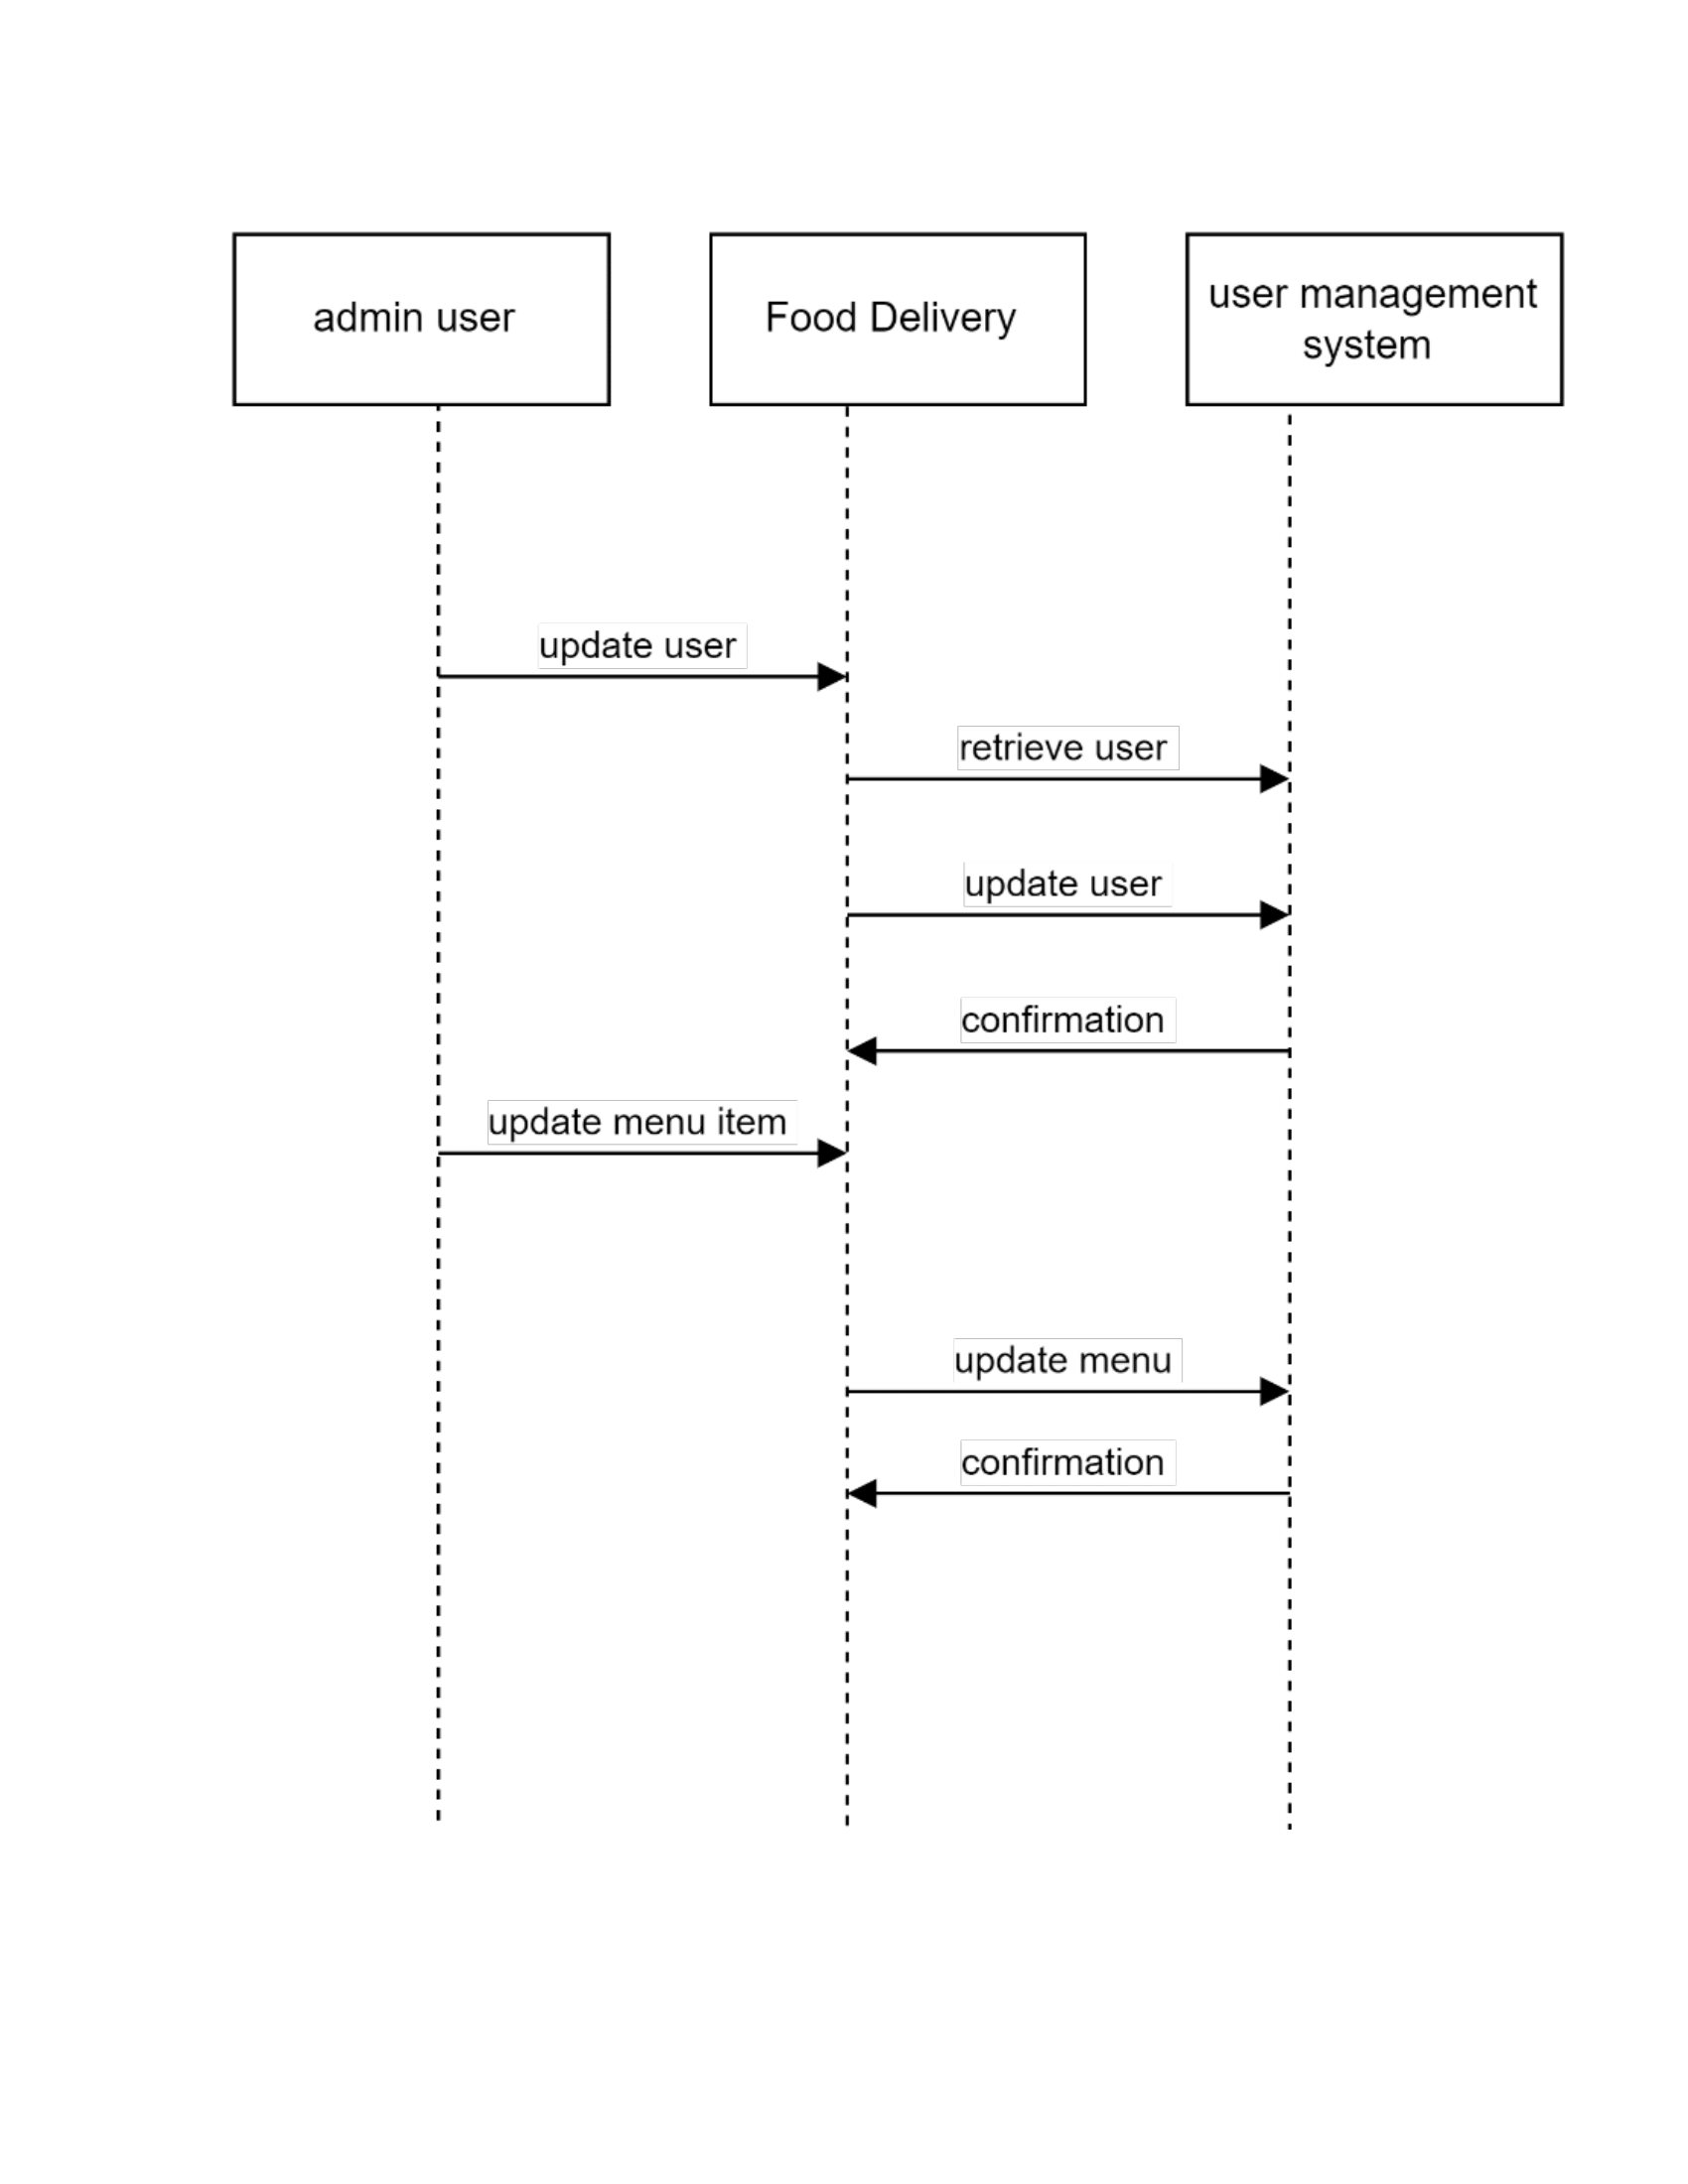 admin user
Food Delivery
user management
system
update user
retrieve user
update user
confirmation
update menu item
update menu
confirmation